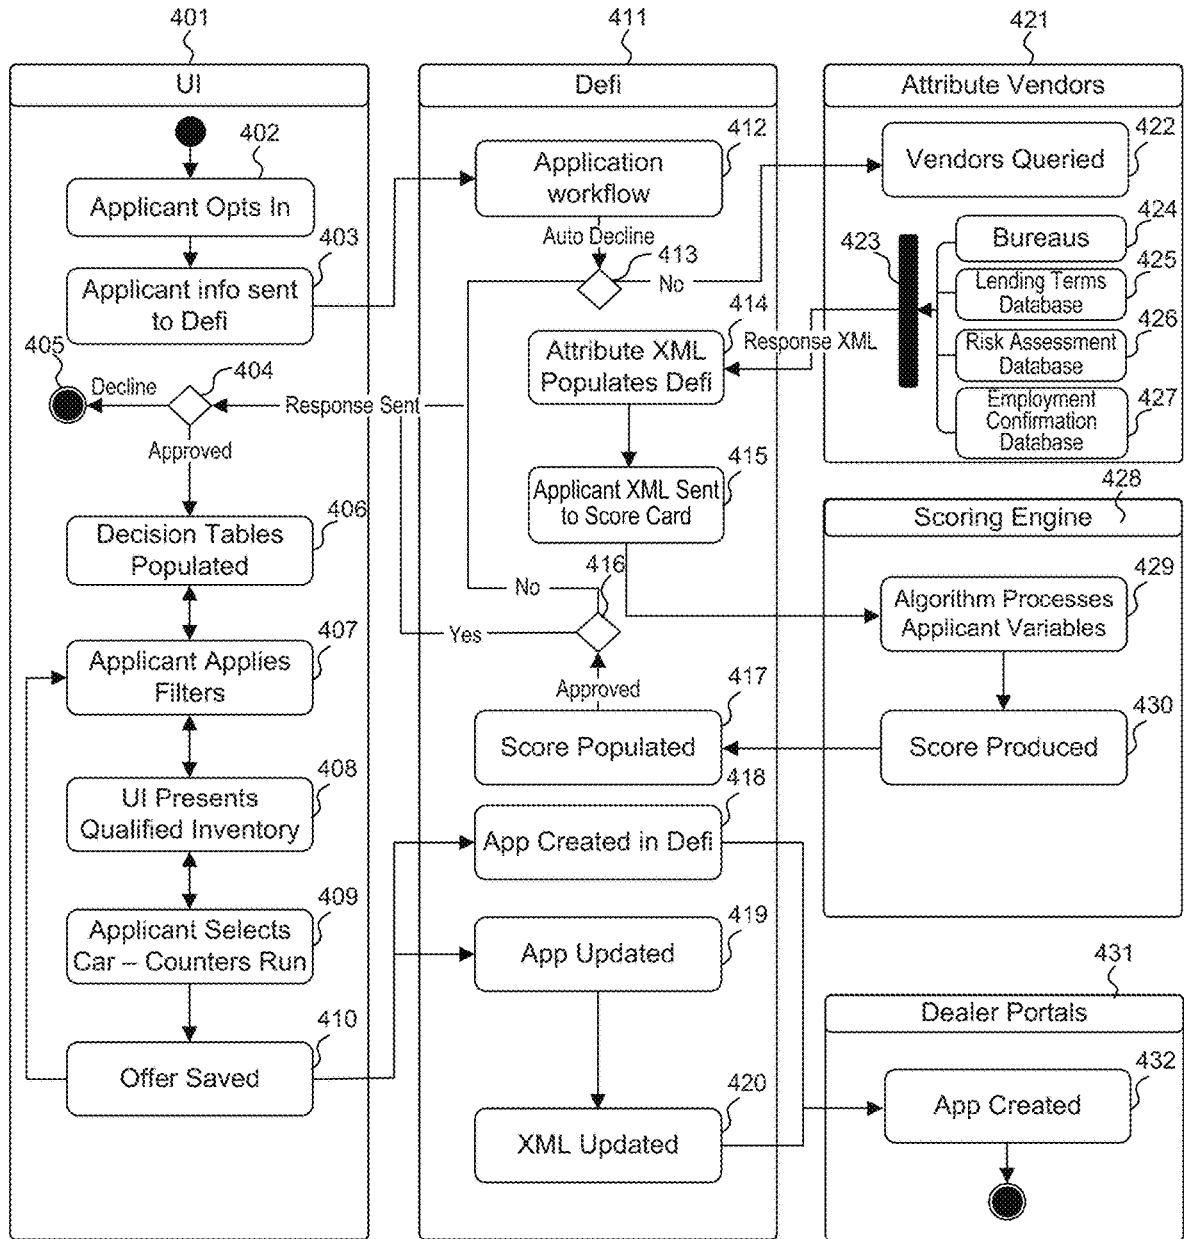 401
UI
402
Applicant Opts In
403
Applicant info sent
to Defi
405
Decline
404
Approved
406
Decision Tables
Populated
407
Applicant Applies
Filters
408
UI Presents
Qualified Inventory
409
Applicant Selects
Car – Counters Run
410
Offer Saved
411
Defi
412
Application
workflow
Auto Decline
413
No
414
Attribute XML
Populates Defi
Response XML
Response Sent
415
Applicant XML Sent
to Score Card
416
No
Yes
Approved
417
Score Populated
418
App Created in Defi
419
App Updated
420
XML Updated
421
Attribute Vendors
422
Vendors Queried
423
424
Bureaus
425
Lending Terms
Database
426
Risk Assessment
Database
427
Employment
Confirmation
Database
428
Scoring Engine
429
Algorithm Processes
Applicant Variables
430
Score Produced
431
Dealer Portals
432
App Created